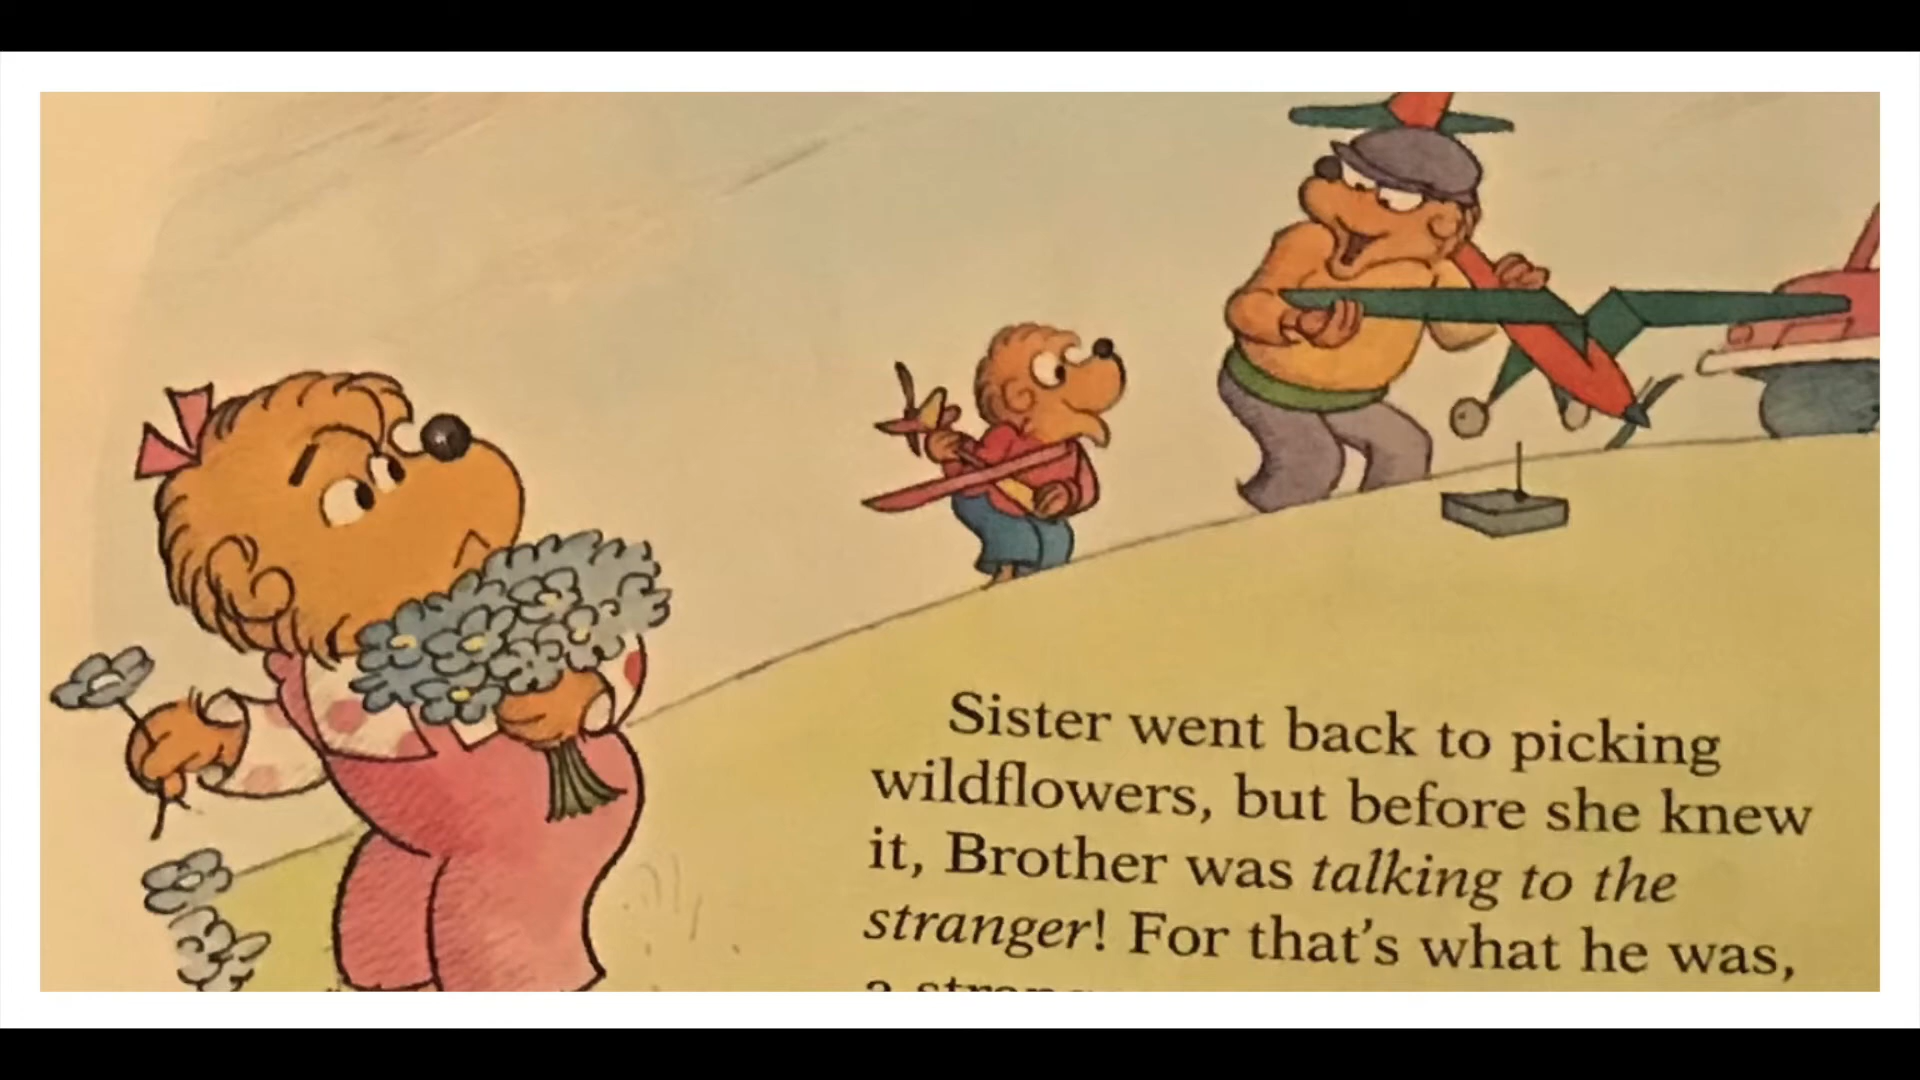 Sister went back to picking
wildflowers, but before she knew
it, Brother was talking to the
stranger! For that's what he was,
a